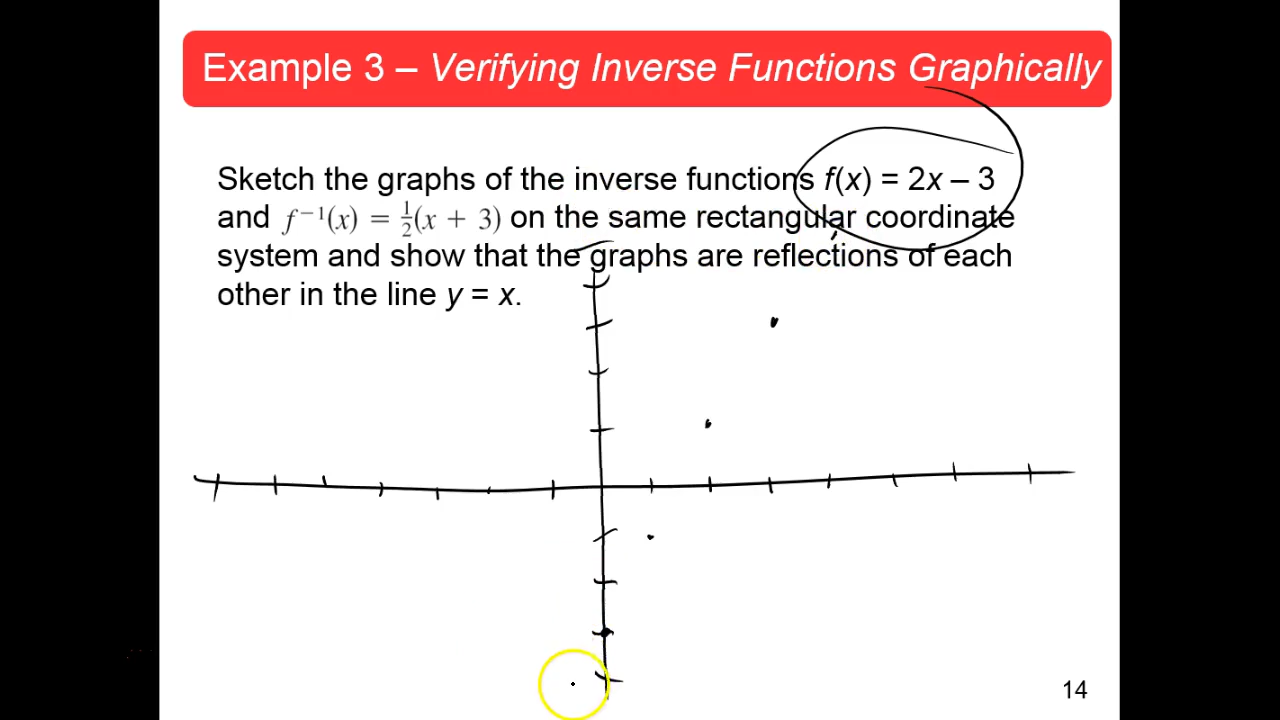 Example 3 – Verifying Inverse Functions Graphically
Sketch the graphs of the inverse functions f(x) = 2x – 3
and f⁻¹(x) = ½(x + 3) on the same rectangular coordinate
system and show that the graphs are reflections of each
other in the line y = x.
14